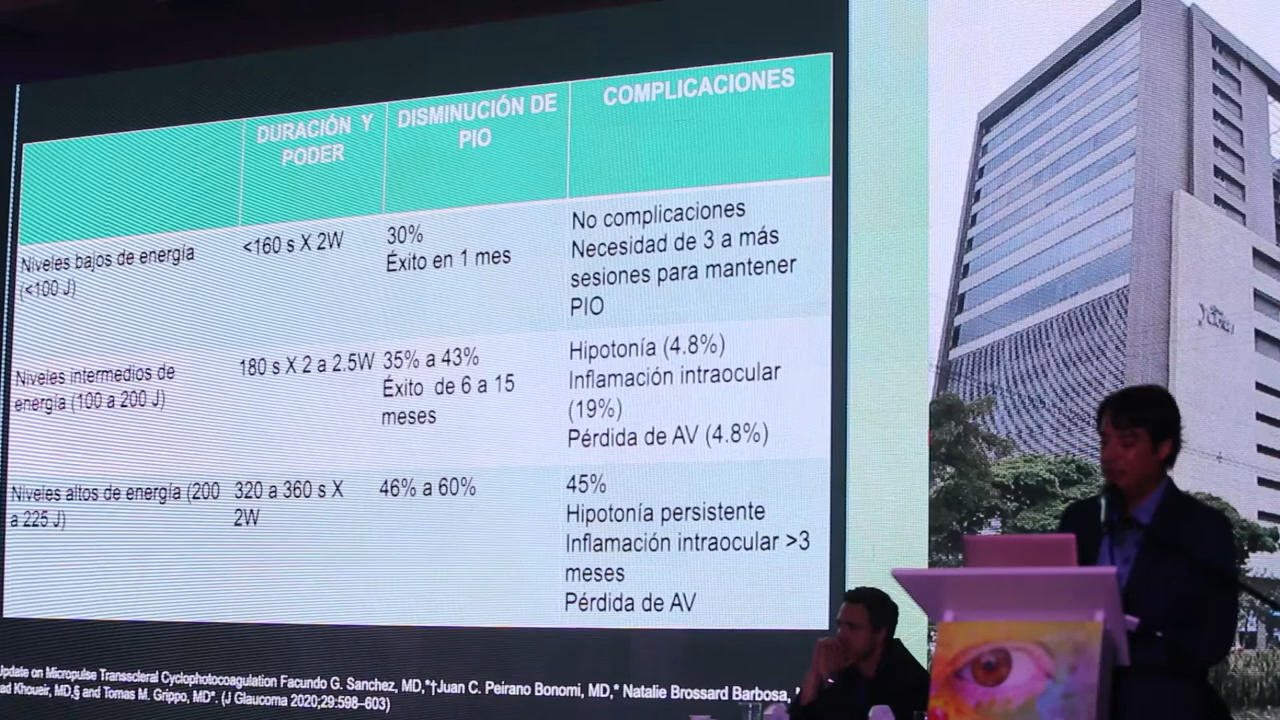 DURACIÓN Y
PODER
DISMINUCIÓN DE
PIO
COMPLICACIONES
Niveles bajos de energía
(<100 J)
<160 s X 2W
30%
Éxito en 1 mes
No complicaciones
Necesidad de 3 a más
sesiones para mantener
PIO
Niveles intermedios de
energía (100 a 200 J)
180 s X 2 a 2.5W
35% a 43%
Éxito de 6 a 15
meses
Hipotonía (4.8%)
Inflamación intraocular
(19%)
Pérdida de AV (4.8%)
Niveles altos de energía (200
a 225 J)
320 a 360 s X
2W
46% a 60%
45%
Hipotonía persistente
Inflamación intraocular >3
meses
Pérdida de AV
Update on Micropulse Transscleral Cyclophotocoagulation Facundo G. Sanchez, MD,*†Juan C. Peirano Bonomi, MD,* Natalie Brossard Barbosa,
ad Khoueir, MD,§ and Tomas M. Grippo, MD*. (J Glaucoma 2020;29:598–603)